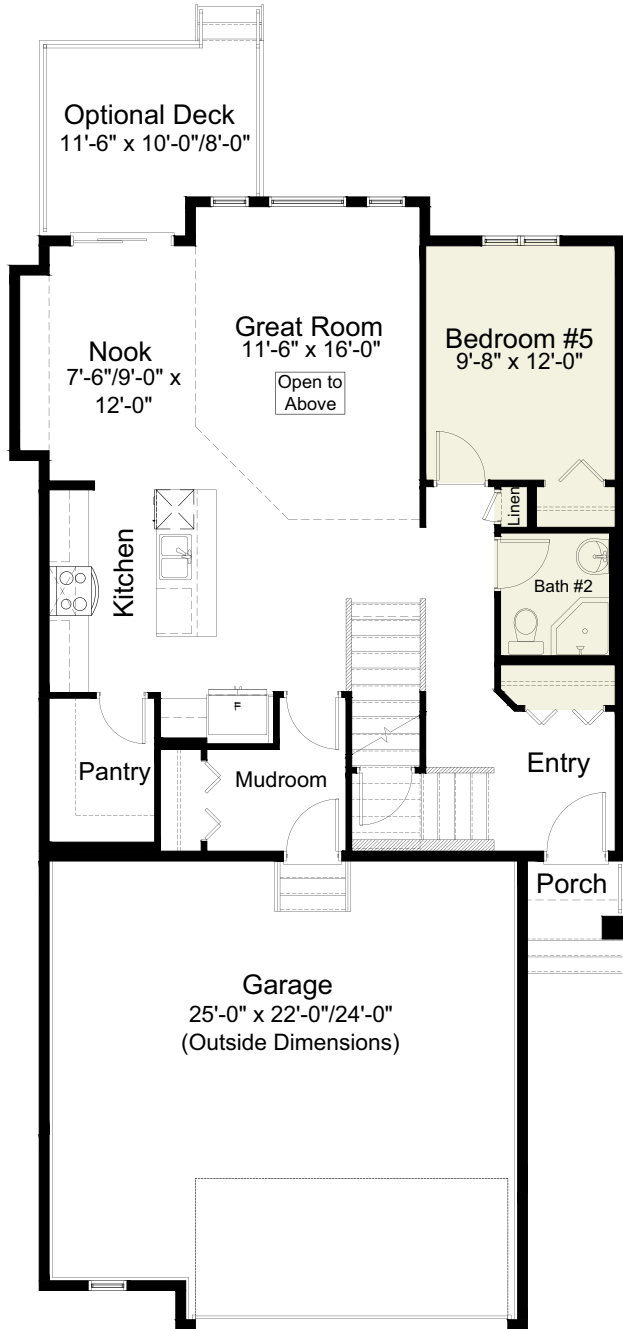 Optional Deck
11'-6" x 10'-0"/8'-0"
Great Room
11'-6" x 16'-0"
Open to
Above
Bedroom #5
9'-8" x 12'-0"
Nook
7'-6"/9'-0" x
12'-0"
Linen
Kitchen
Bath #2
F
Pantry
Mudroom
Entry
Porch
Garage
25'-0" x 22'-0"/24'-0"
(Outside Dimensions)